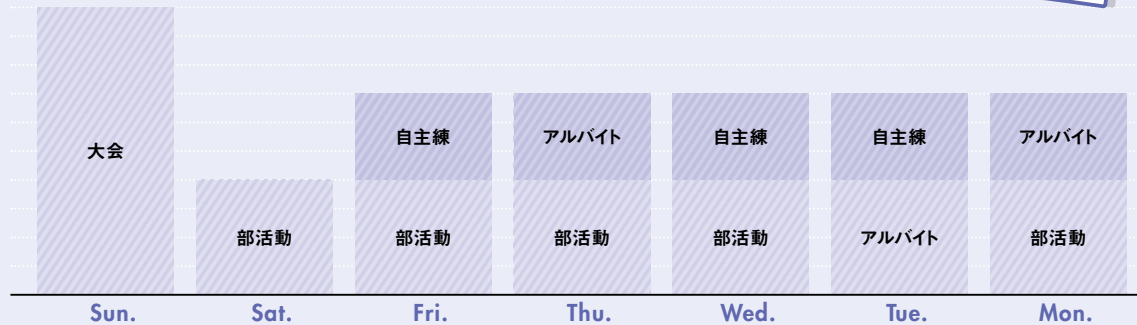 大会
自主練
アルバイト
自主練
自主練
アルバイト
部活動
部活動
部活動
部活動
アルバイト
部活動
Sun.
Sat.
Fri.
Thu.
Wed.
Tue.
Mon.